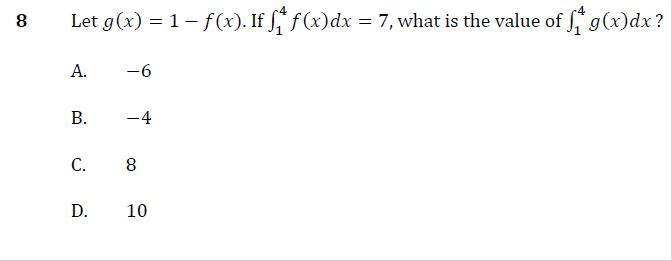 8 Let g(x) = 1 − f(x). If ∫₁⁴ f(x)dx = 7, what is the value of ∫₁⁴ g(x)dx ?
A. −6
B. −4
C. 8
D. 10